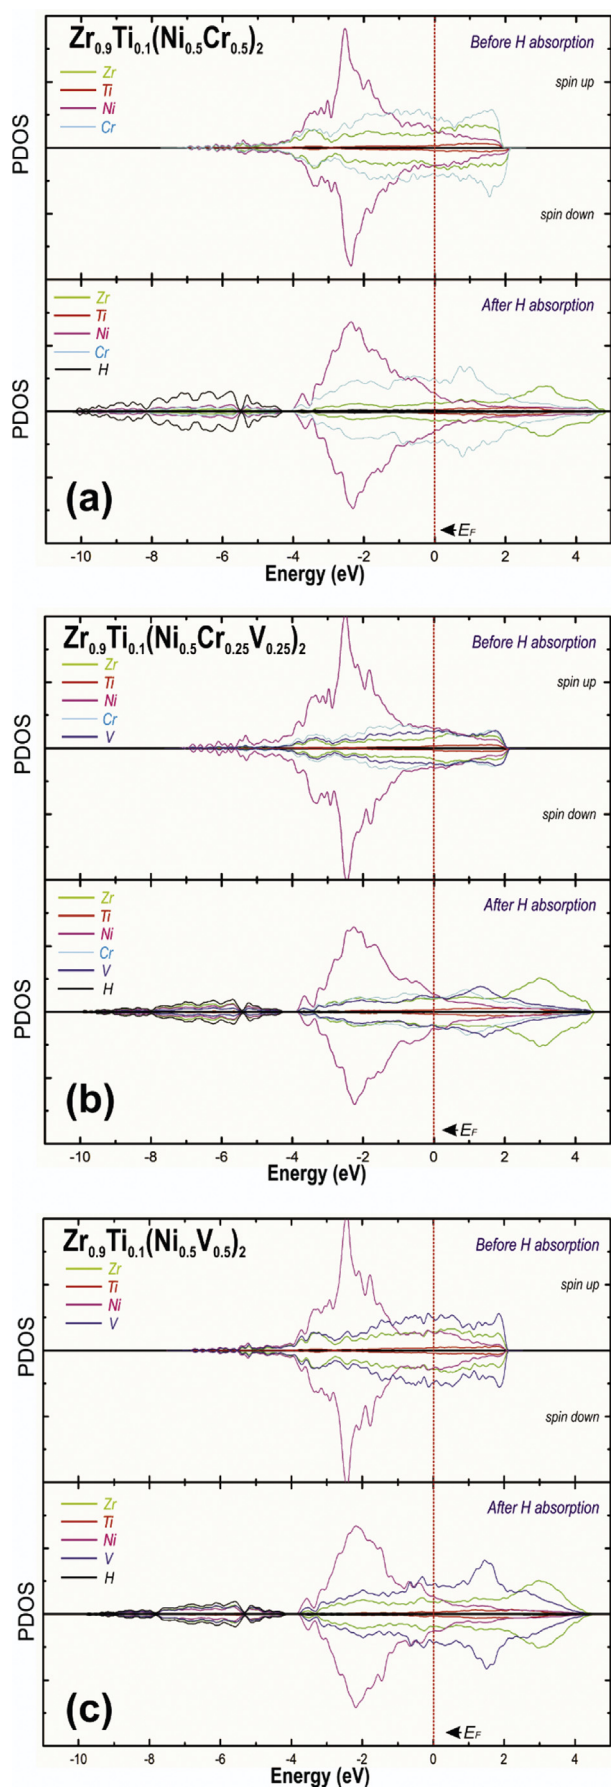 Zr0.9Ti0.1(Ni0.5Cr0.5)2
Before H absorption
Zr
Ti
Ni
Cr
spin up
PDOS
spin down
After H absorption
Zr
Ti
Ni
Cr
H
PDOS
(a)
EF
-10 -8 -6 -4 -2 0 2 4
Energy (eV)
Zr0.9Ti0.1(Ni0.5Cr0.25V0.25)2
Before H absorption
Zr
Ti
Ni
Cr
V
spin up
PDOS
spin down
After H absorption
Zr
Ti
Ni
Cr
V
H
PDOS
(b)
EF
-10 -8 -6 -4 -2 0 2 4
Energy (eV)
Zr0.9Ti0.1(Ni0.5V0.5)2
Before H absorption
Zr
Ti
Ni
V
spin up
PDOS
spin down
After H absorption
Zr
Ti
Ni
V
H
PDOS
(c)
EF
-10 -8 -6 -4 -2 0 2 4
Energy (eV)